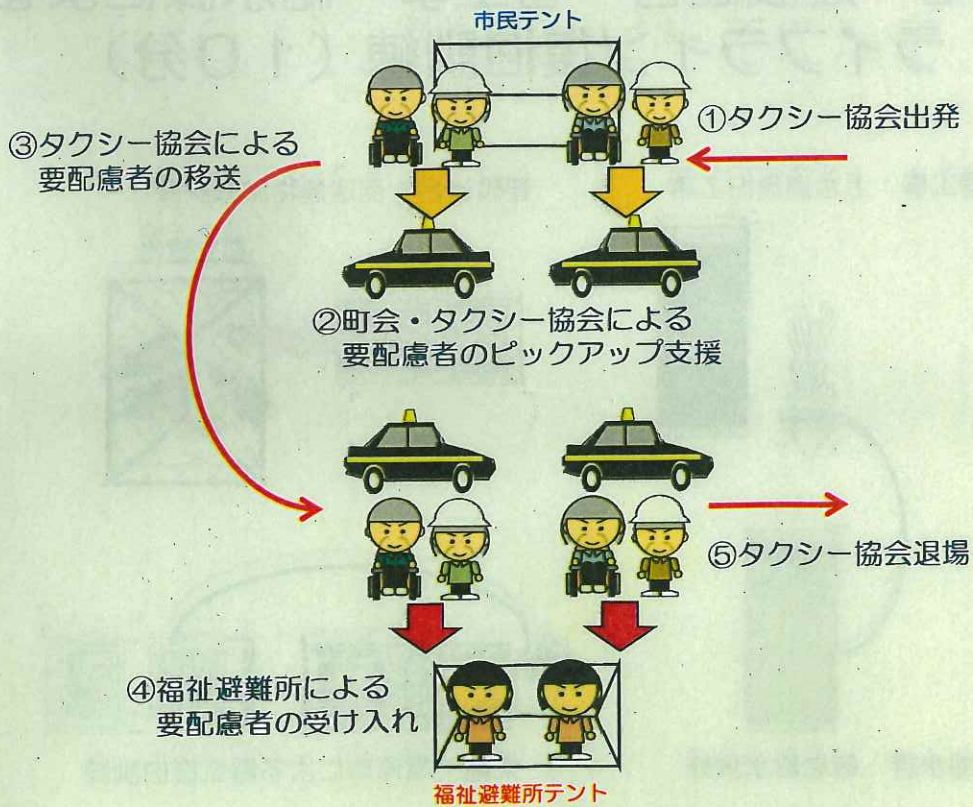 市民テント
①タクシー協会出発
③タクシー協会による
要配慮者の移送
②町会・タクシー協会による
要配慮者のピックアップ支援
⑤タクシー協会退場
④福祉避難所による
要配慮者の受け入れ
福祉避難所テント